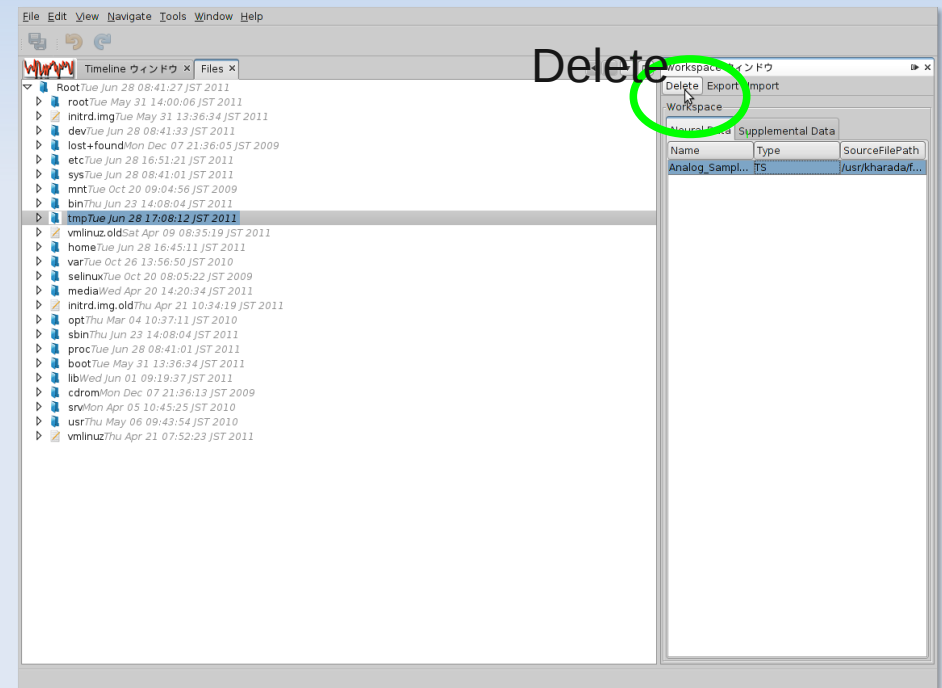 File Edit View Navigate Tools Window Help
Timeline ウィンドウ × Files ×
Delete
Workspace ウィンドウ
Delete Export Import
Workspace
Neural Data Supplemental Data
Name Type SourceFilePath
Analog_Sampl... TS /usr/kharada/f...
Root Tue Jun 28 08:41:27 JST 2011
root Tue May 31 14:00:06 JST 2011
initrd.img Tue May 31 13:36:34 JST 2011
dev Tue Jun 28 08:41:33 JST 2011
lost+found Mon Dec 07 21:36:05 JST 2009
etc Tue Jun 28 16:51:21 JST 2011
sys Tue Jun 28 08:41:01 JST 2011
mnt Tue Oct 20 09:04:56 JST 2009
bin Thu Jun 23 14:08:04 JST 2011
tmp Tue Jun 28 17:08:12 JST 2011
vmlinuz.old Sat Apr 09 08:35:19 JST 2011
home Tue Jun 28 16:45:11 JST 2011
var Tue Oct 26 13:56:50 JST 2010
selinux Tue Oct 20 08:05:22 JST 2009
media Wed Apr 20 14:20:34 JST 2011
initrd.img.old Thu Apr 21 10:34:19 JST 2011
opt Thu Mar 04 10:37:11 JST 2010
sbin Thu Jun 23 14:08:04 JST 2011
proc Tue Jun 28 08:41:01 JST 2011
boot Tue May 31 13:36:34 JST 2011
lib Wed Jun 01 09:19:37 JST 2011
cdrom Mon Dec 07 21:36:13 JST 2009
srv Mon Apr 05 10:45:25 JST 2010
usr Thu May 06 09:43:54 JST 2010
vmlinuz Thu Apr 21 07:52:23 JST 2011